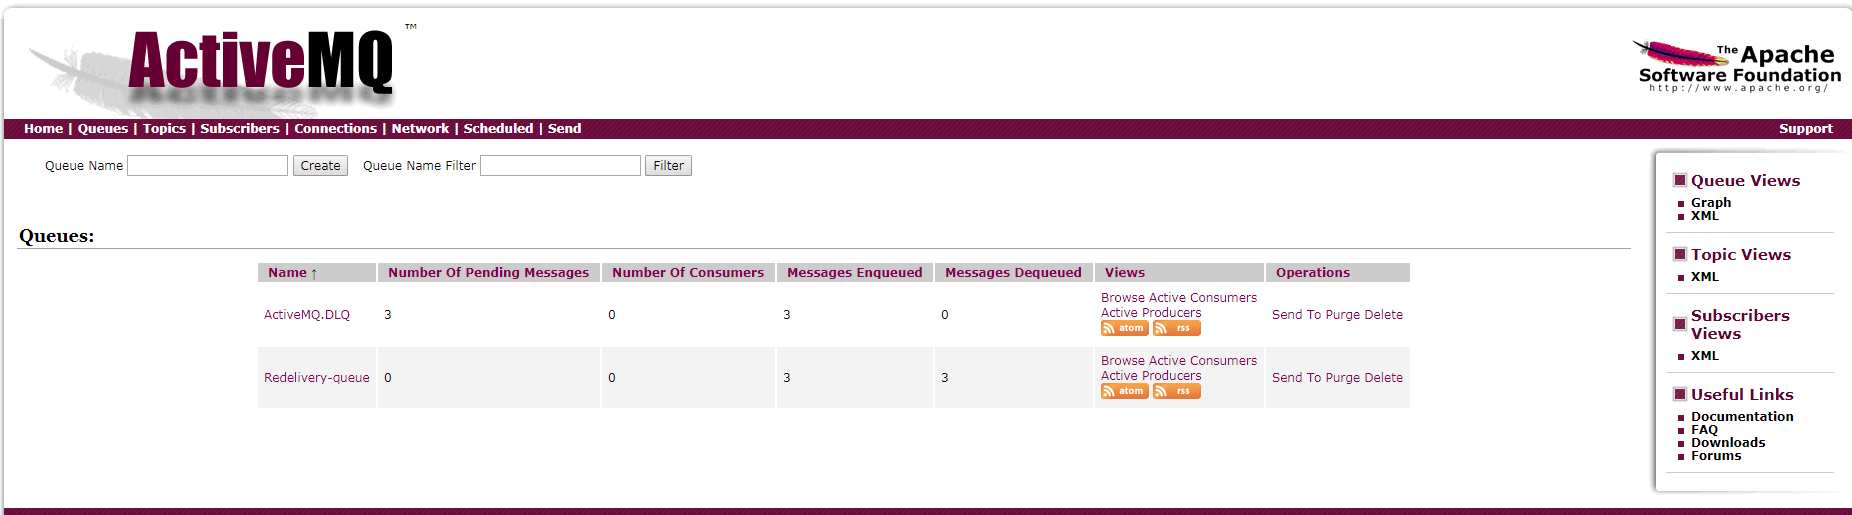 ActiveMQ ™
The Apache
Software Foundation
http://www.apache.org/
Home | Queues | Topics | Subscribers | Connections | Network | Scheduled | Send
Support
Queue Name Create Queue Name Filter Filter
Queues:
Name ↑ Number Of Pending Messages Number Of Consumers Messages Enqueued Messages Dequeued Views Operations
ActiveMQ.DLQ 3 0 3 0 Browse Active Consumers
Active Producers
atom rss
Send To Purge Delete
Redelivery-queue 0 0 3 3 Browse Active Consumers
Active Producers
atom rss
Send To Purge Delete
Queue Views
Graph
XML
Topic Views
XML
Subscribers
Views
XML
Useful Links
Documentation
FAQ
Downloads
Forums